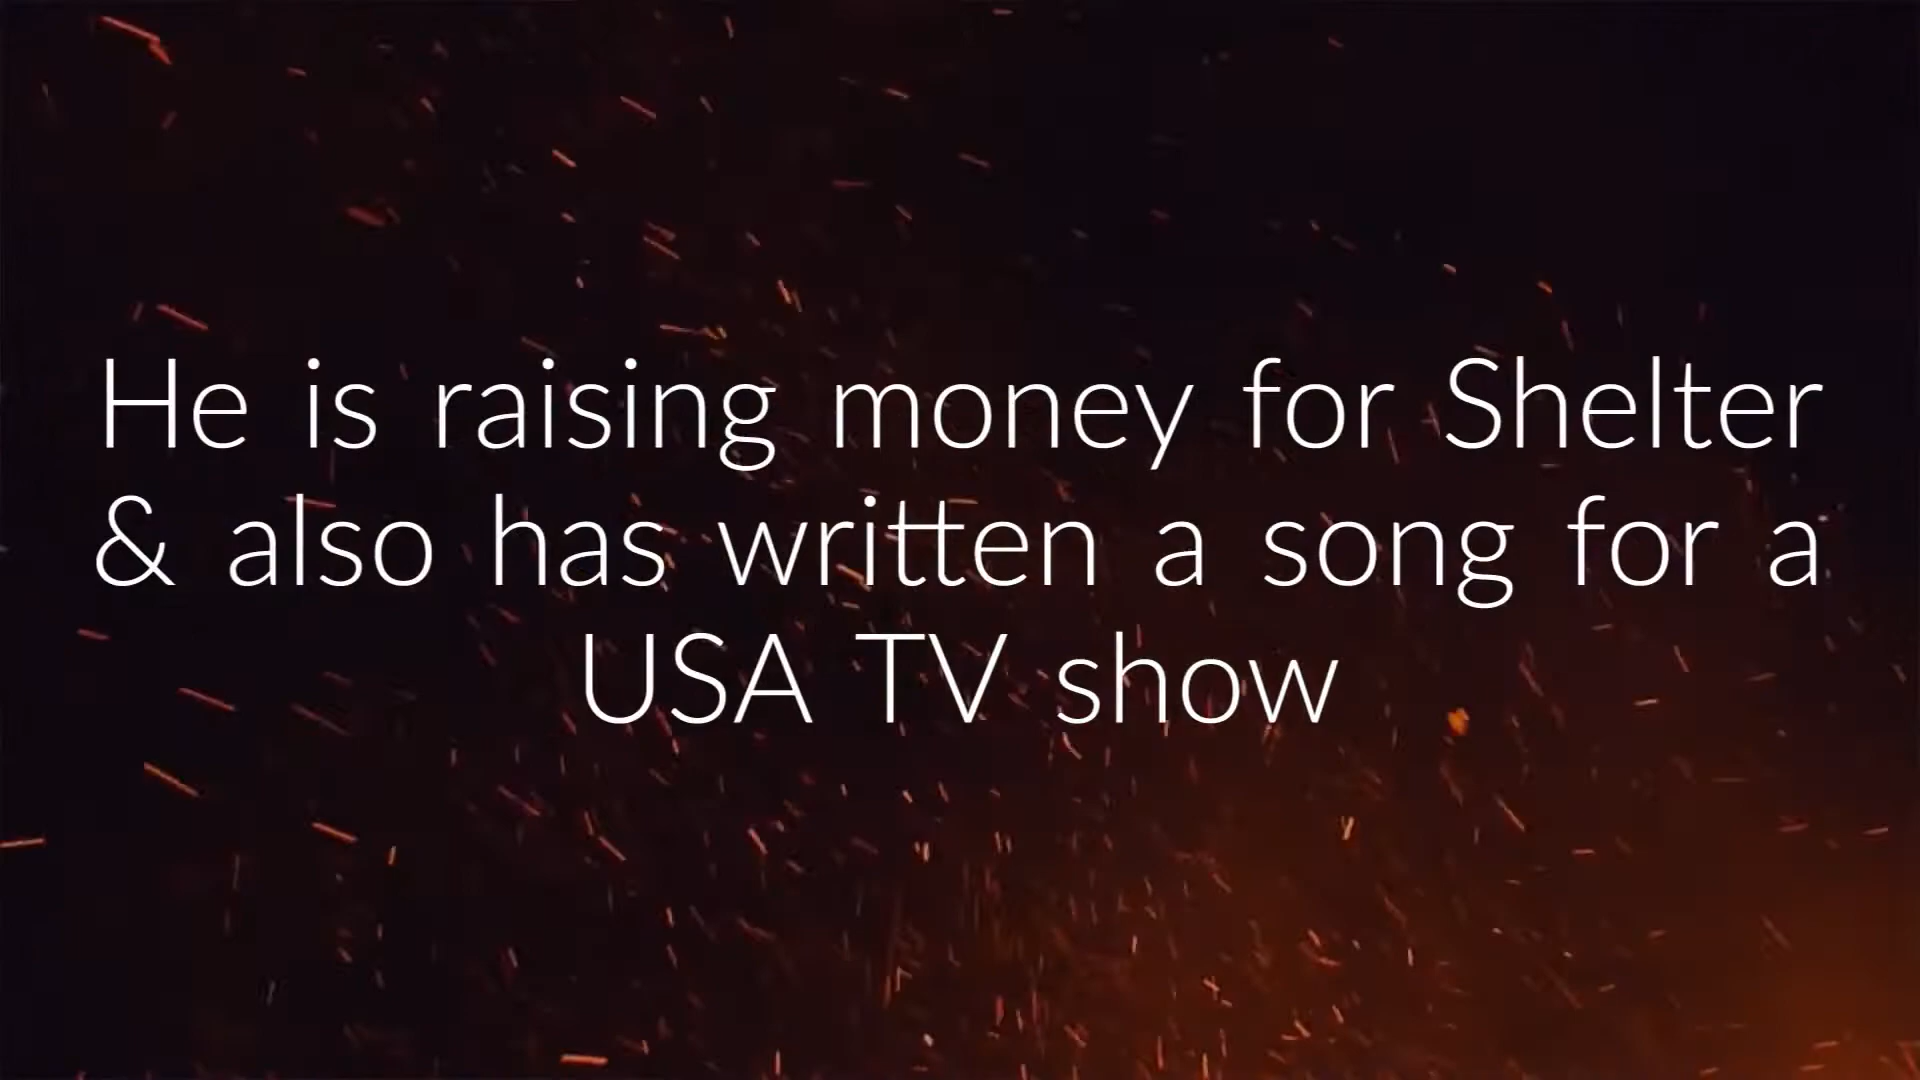 He is raising money for Shelter
& also has written a song for a
USA TV show